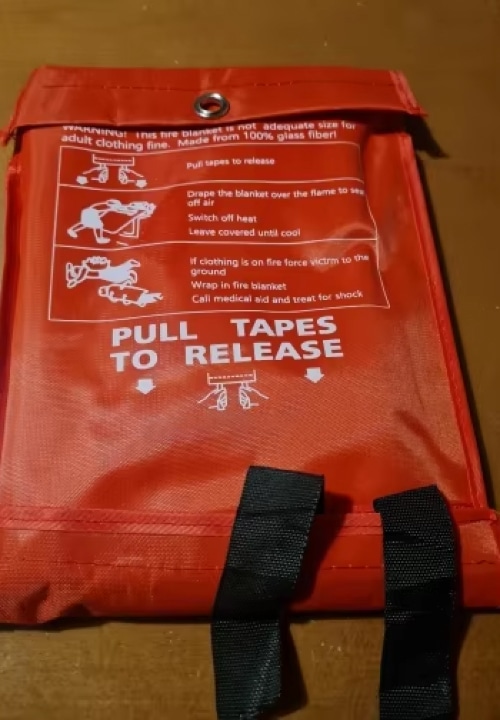 WARNING! This fire blanket is not adequate size for
adult clothing fine. Made from 100% glass fiber!
Pull tapes to release
Drape the blanket over the flame to seal
off air
Switch off heat
Leave covered until cool
If clothing is on fire force victrm to the
ground
Wrap in fire blanket
Call medical aid and treat for shock
PULL TAPES
TO RELEASE